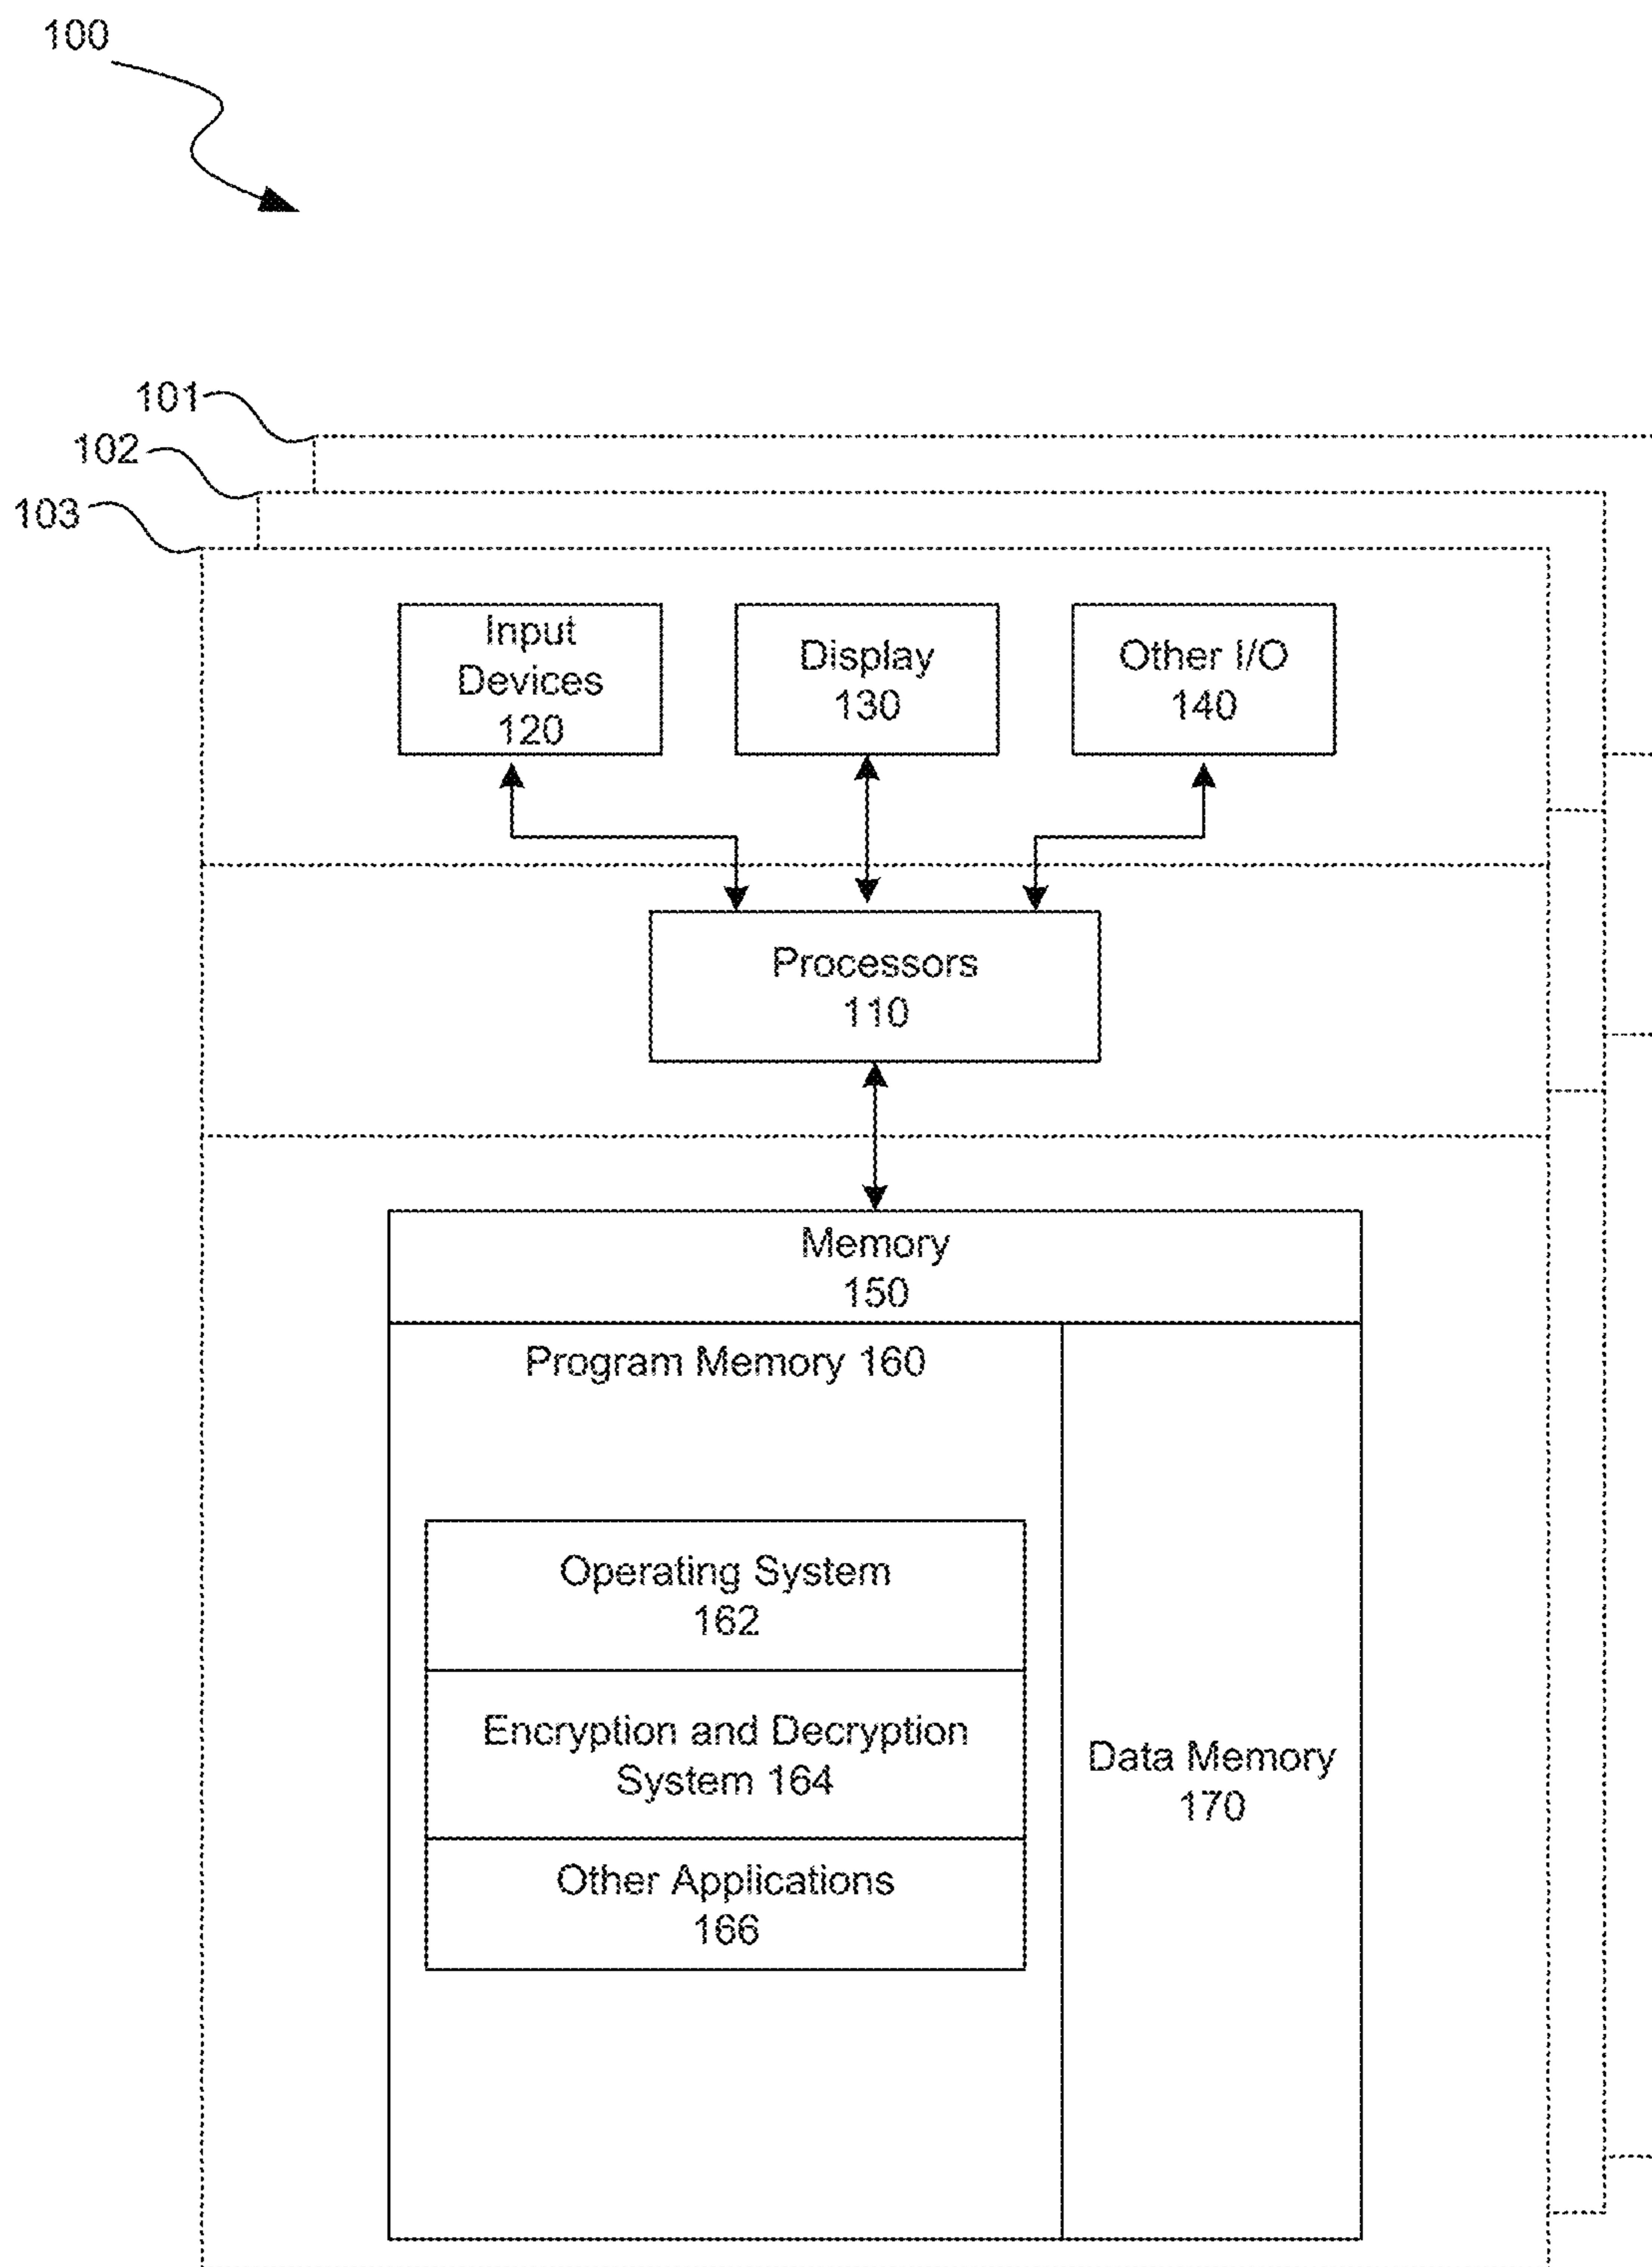 100
101
102
103
Input
Devices
120
Display
130
Other I/O
140
Processors
110
Memory
150
Program Memory 160
Operating System
162
Encryption and Decryption
System 164
Other Applications
166
Data Memory
170